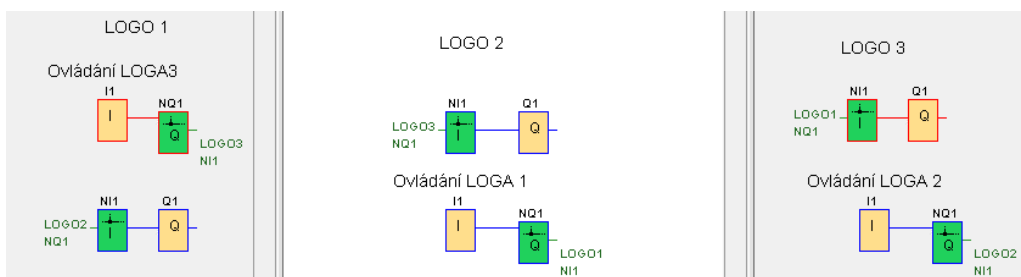 LOGO 1
Ovládání LOGA3
I1
I
NQ1
Q
LOGO3
NI1
NI1
I
Q1
Q
LOGO2
NQ1
LOGO 2
NI1
I
Q1
Q
LOGO3
NQ1
Ovládání LOGA 1
I1
I
NQ1
Q
LOGO1
NI1
LOGO 3
NI1
I
Q1
Q
LOGO1
NQ1
Ovládání LOGA 2
I1
I
NQ1
Q
LOGO2
NI1